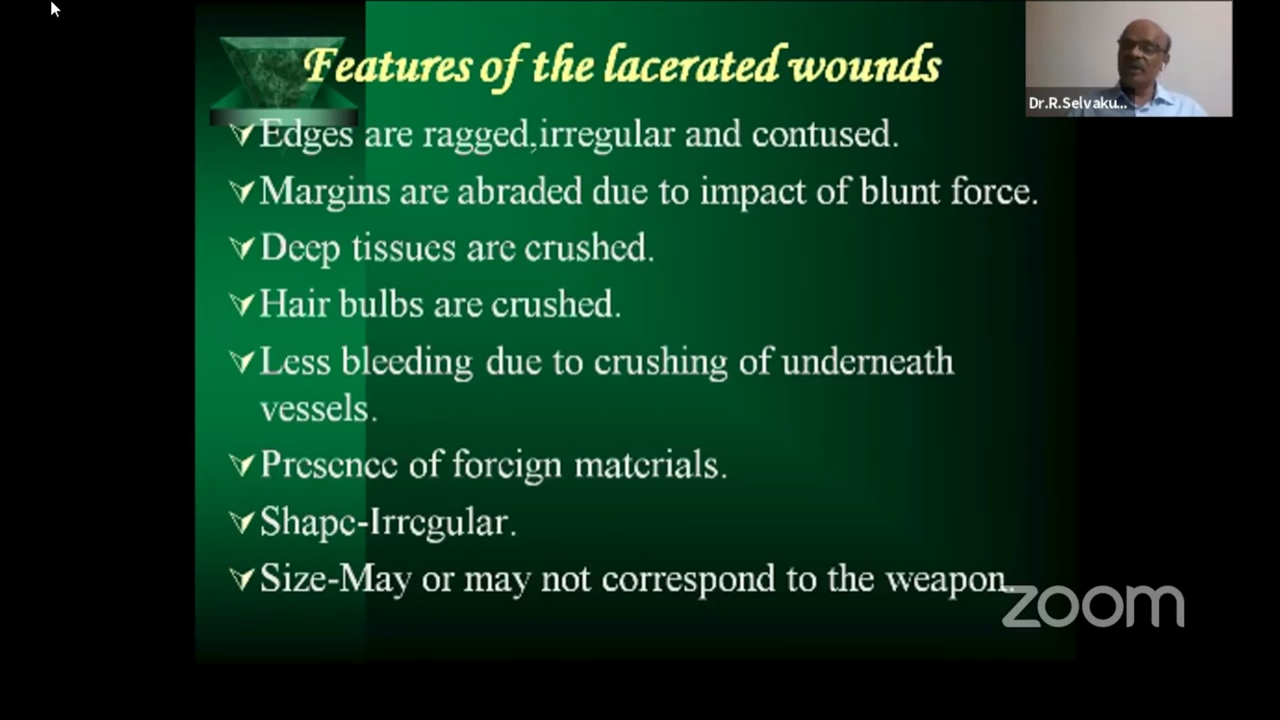 Features of the lacerated wounds
Dr.R.Selvaku...
Edges are ragged,irregular and contused.
Margins are abraded due to impact of blunt force.
Deep tissues are crushed.
Hair bulbs are crushed.
Less bleeding due to crushing of underneath
vessels.
Presence of foreign materials.
Shape-Irregular.
Size-May or may not correspond to the weapon.
zoom